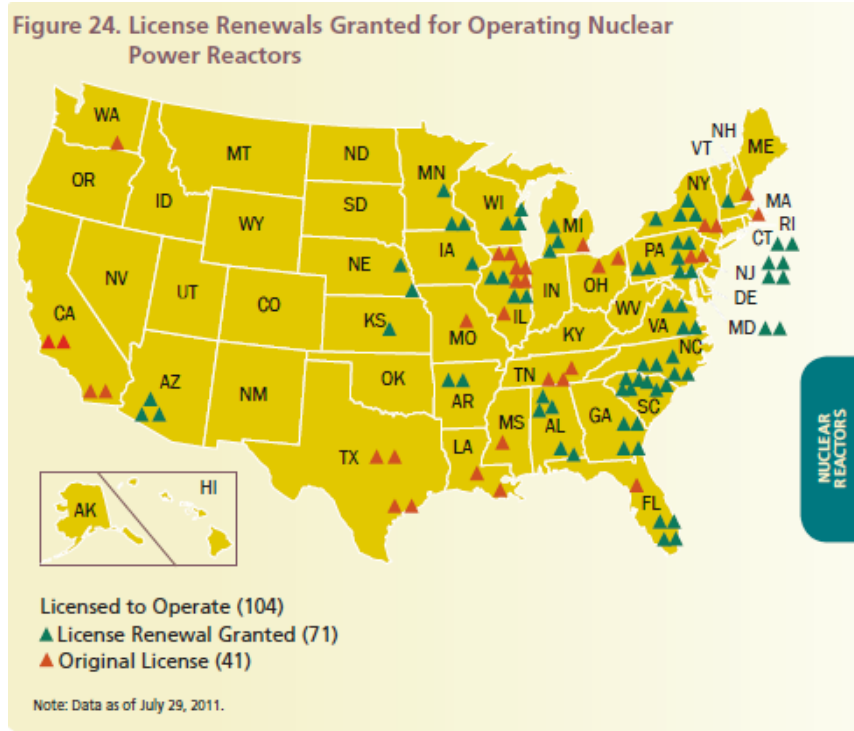 Figure 24. License Renewals Granted for Operating Nuclear
Power Reactors
WA
MT
ND
MN
OR
ID
SD
WI
WY
MI
NY
VT
NH
ME
MA
RI
CT
NV
UT
NE
IA
PA
NJ
DE
CA
CO
KS
MO
IL
IN
OH
WV
VA
MD
KY
NC
AZ
NM
OK
AR
TN
SC
MS
AL
GA
TX
LA
FL
AK
HI
NUCLEAR
REACTORS
Licensed to Operate (104)
License Renewal Granted (71)
Original License (41)
Note: Data as of July 29, 2011.